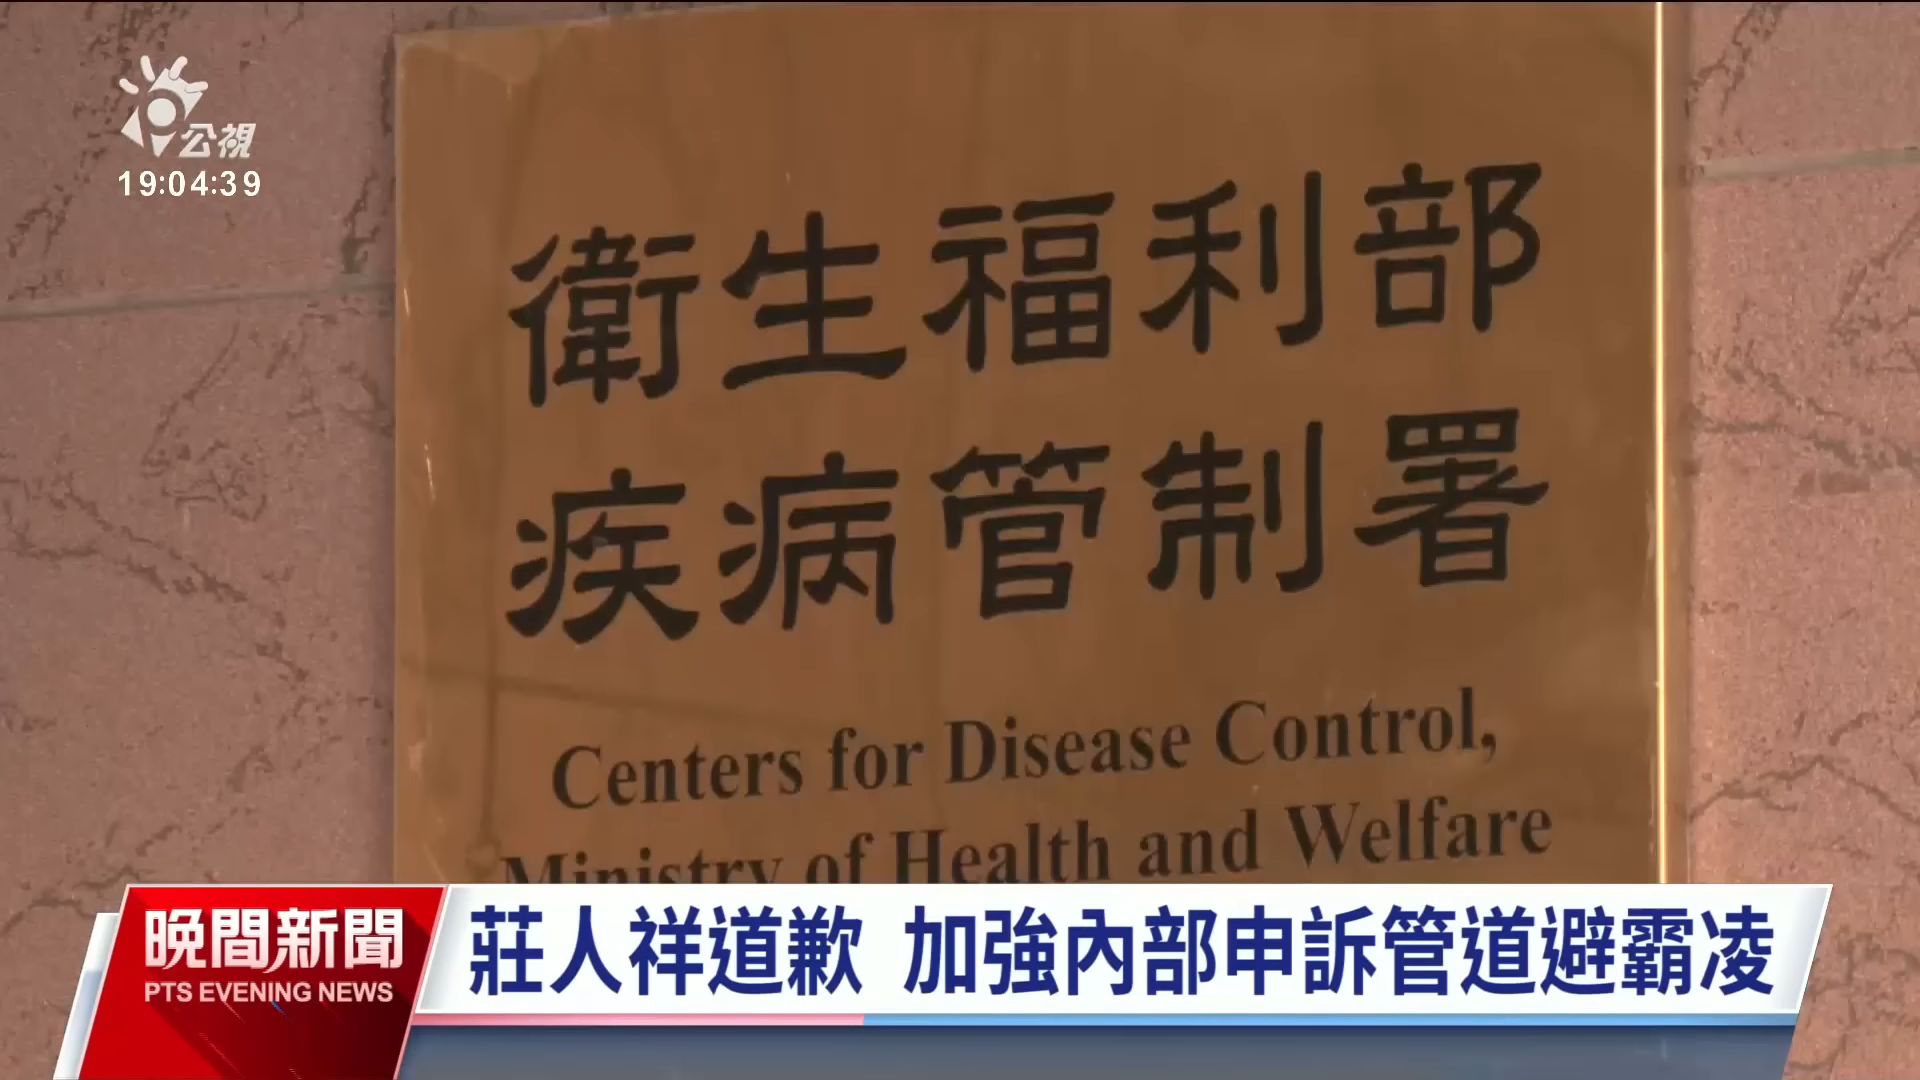 公視
19:04:39
衛生福利部
疾病管制署
Centers for Disease Control,
Ministry of Health and Welfare
晚間新聞
PTS EVENING NEWS
莊人祥道歉 加強內部申訴管道避霸凌